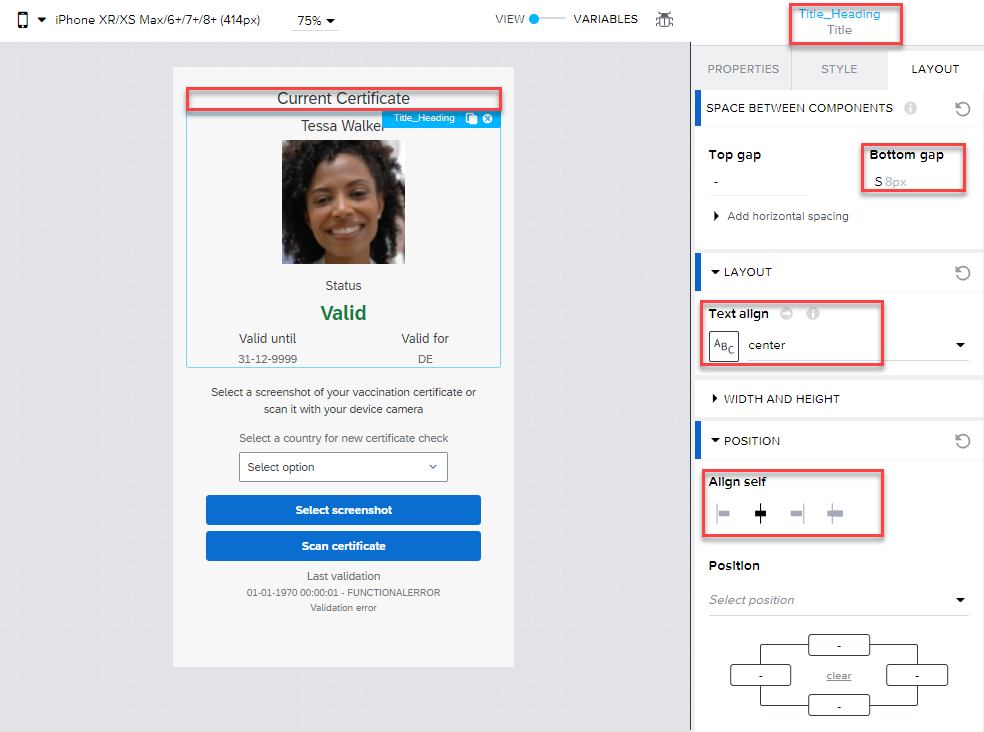 iPhone XR/XS Max/6+/7+/8+ (414px)
75%
VIEW
VARIABLES
Title_Heading
Title
PROPERTIES
STYLE
LAYOUT
Current Certificate
Title_Heading
Tessa Walker
Status
Valid
Valid until
Valid for
31-12-9999
DE
Select a screenshot of your vaccination certificate or
scan it with your device camera
Select a country for new certificate check
Select option
Select screenshot
Scan certificate
Last validation
01-01-1970 00:00:01 - FUNCTIONALERROR
Validation error
SPACE BETWEEN COMPONENTS
Top gap
Bottom gap
-
S 8px
Add horizontal spacing
LAYOUT
Text align
ABC
center
WIDTH AND HEIGHT
POSITION
Align self
Position
Select position
-
-
clear
-
-